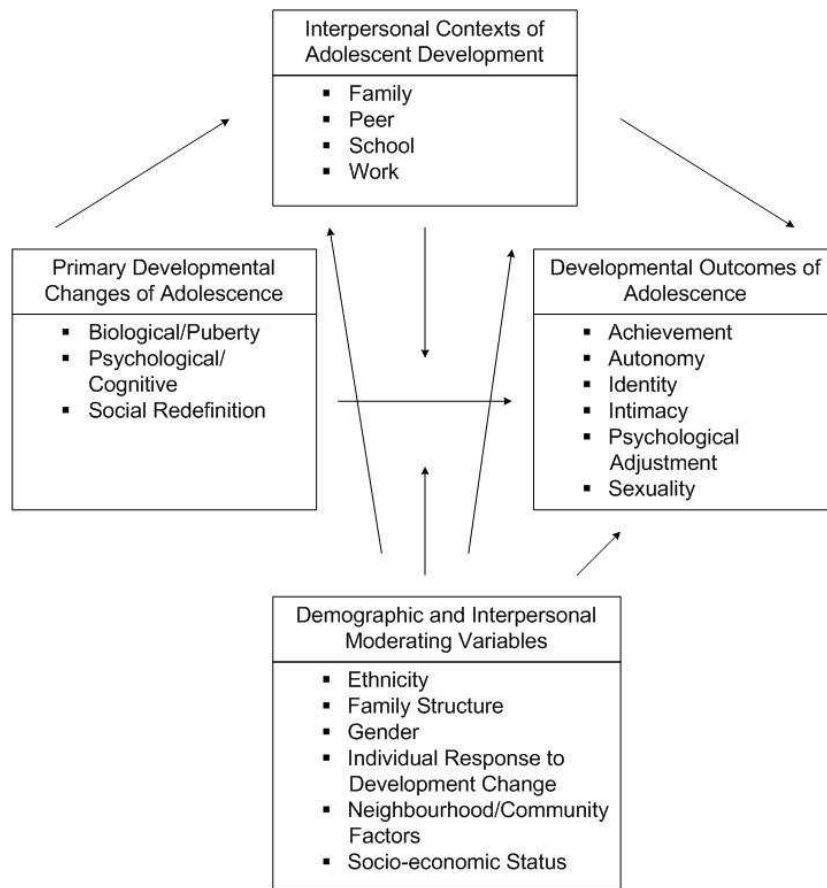 Interpersonal Contexts of
Adolescent Development
▪ Family
▪ Peer
▪ School
▪ Work
Primary Developmental
Changes of Adolescence
▪ Biological/Puberty
▪ Psychological/
Cognitive
▪ Social Redefinition
Developmental Outcomes of
Adolescence
▪ Achievement
▪ Autonomy
▪ Identity
▪ Intimacy
▪ Psychological
Adjustment
▪ Sexuality
Demographic and Interpersonal
Moderating Variables
▪ Ethnicity
▪ Family Structure
▪ Gender
▪ Individual Response to
Development Change
▪ Neighbourhood/Community
Factors
▪ Socio-economic Status